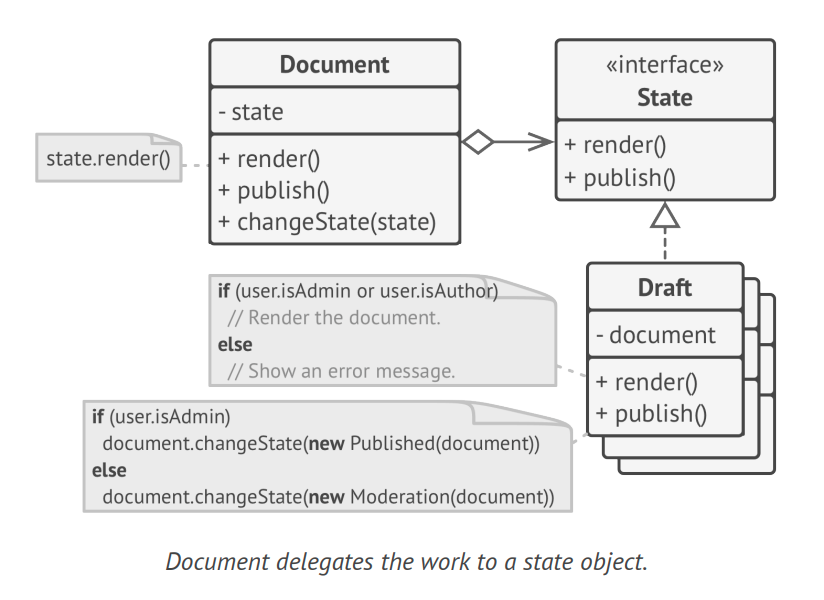 Document
- state
+ render()
+ publish()
+ changeState(state)
«interface»
State
+ render()
+ publish()
state.render()
Draft
- document
+ render()
+ publish()
if (user.isAdmin or user.isAuthor)
// Render the document.
else
// Show an error message.
if (user.isAdmin)
document.changeState(new Published(document))
else
document.changeState(new Moderation(document))
Document delegates the work to a state object.